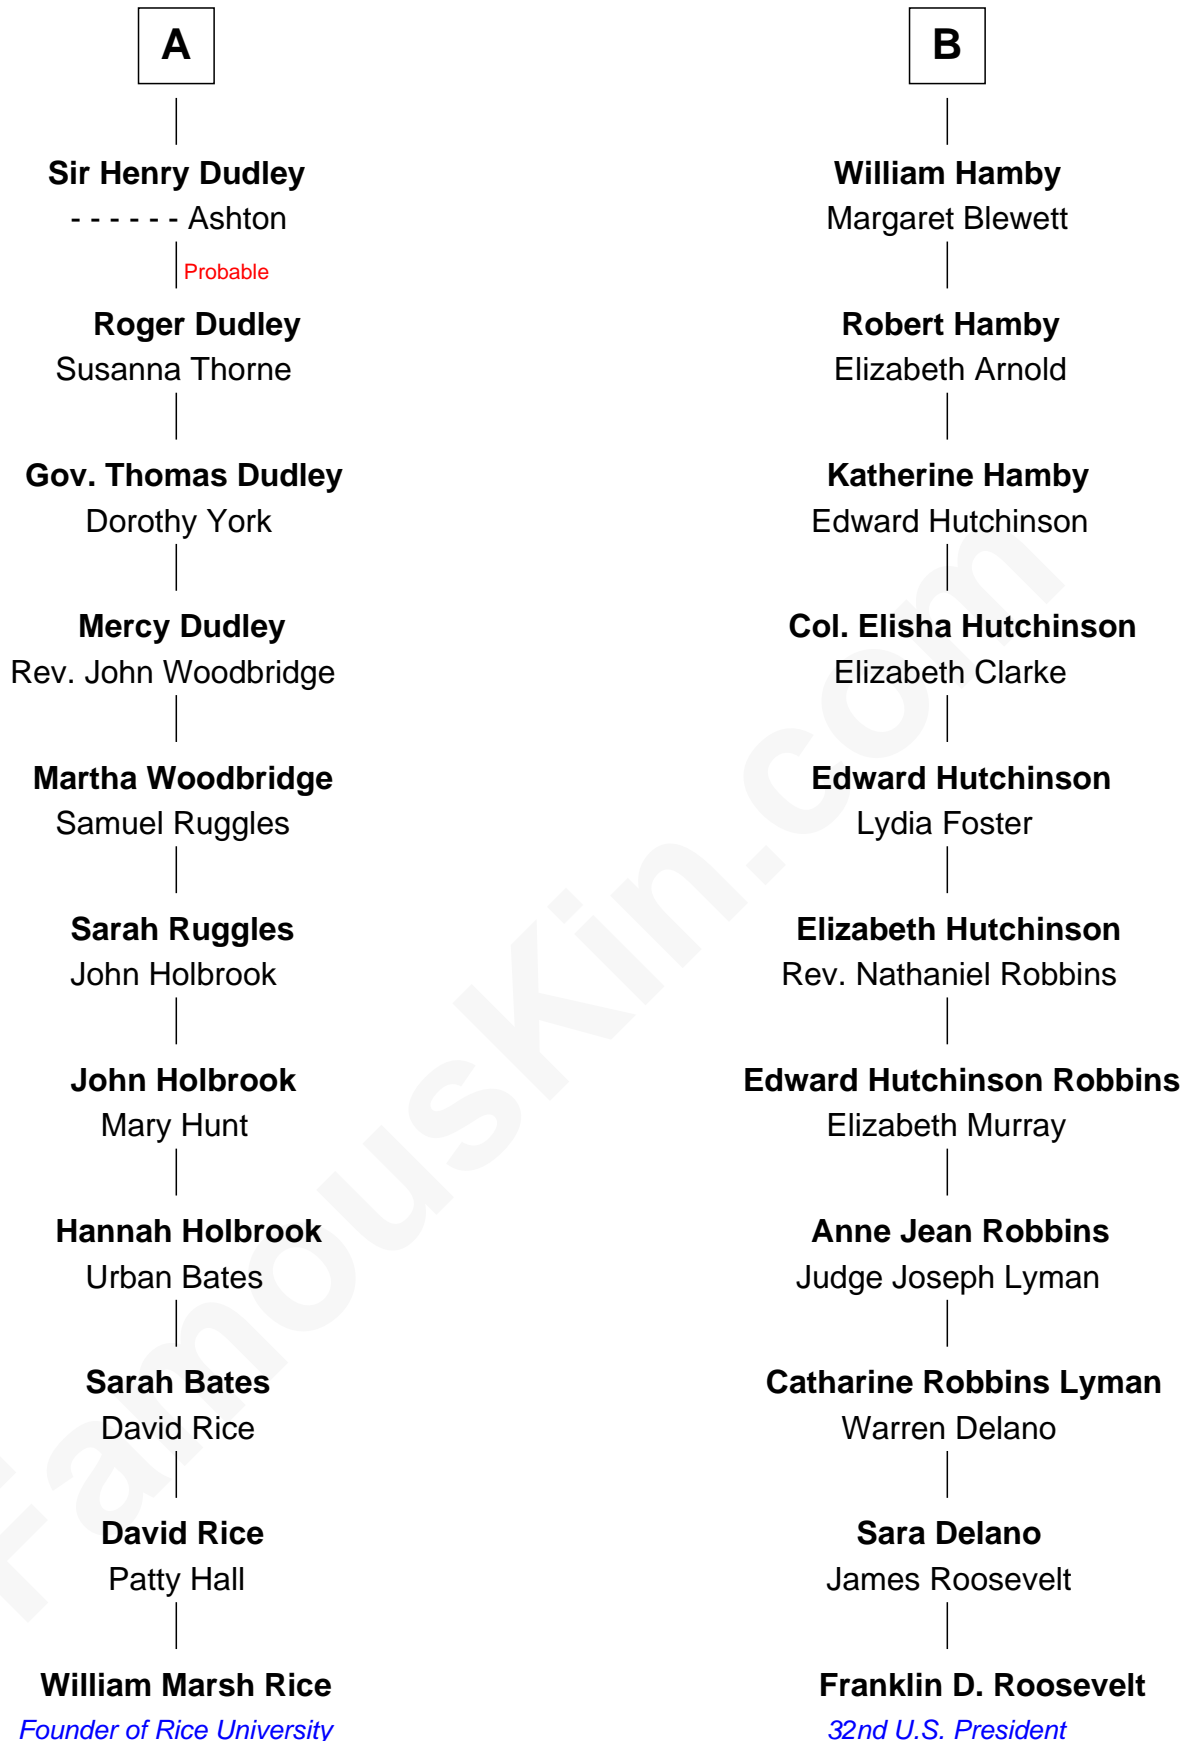 A
Sir Henry Dudley
- - - - - - Ashton
Probable
Roger Dudley
Susanna Thorne
Gov. Thomas Dudley
Dorothy York
Mercy Dudley
Rev. John Woodbridge
Martha Woodbridge
Samuel Ruggles
Sarah Ruggles
John Holbrook
John Holbrook
Mary Hunt
Hannah Holbrook
Urban Bates
Sarah Bates
David Rice
David Rice
Patty Hall
William Marsh Rice
Founder of Rice University
B
William Hamby
Margaret Blewett
Robert Hamby
Elizabeth Arnold
Katherine Hamby
Edward Hutchinson
Col. Elisha Hutchinson
Elizabeth Clarke
Edward Hutchinson
Lydia Foster
Elizabeth Hutchinson
Rev. Nathaniel Robbins
Edward Hutchinson Robbins
Elizabeth Murray
Anne Jean Robbins
Judge Joseph Lyman
Catharine Robbins Lyman
Warren Delano
Sara Delano
James Roosevelt
Franklin D. Roosevelt
32nd U.S. President
FamousKin.com